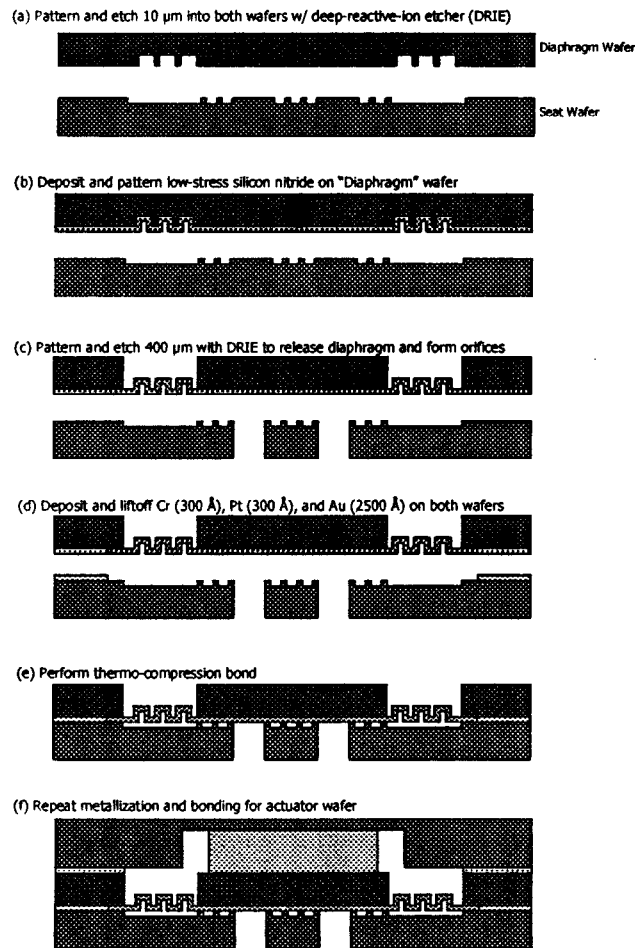 (a) Pattern and etch 10 µm into both wafers w/ deep-reactive-ion etcher (DRIE)
Diaphragm Wafer
Seat Wafer
(b) Deposit and pattern low-stress silicon nitride on "Diaphragm" wafer
(c) Pattern and etch 400 µm with DRIE to release diaphragm and form orifices
(d) Deposit and liftoff Cr (300 Å), Pt (300 Å), and Au (2500 Å) on both wafers
(e) Perform thermo-compression bond
(f) Repeat metallization and bonding for actuator wafer